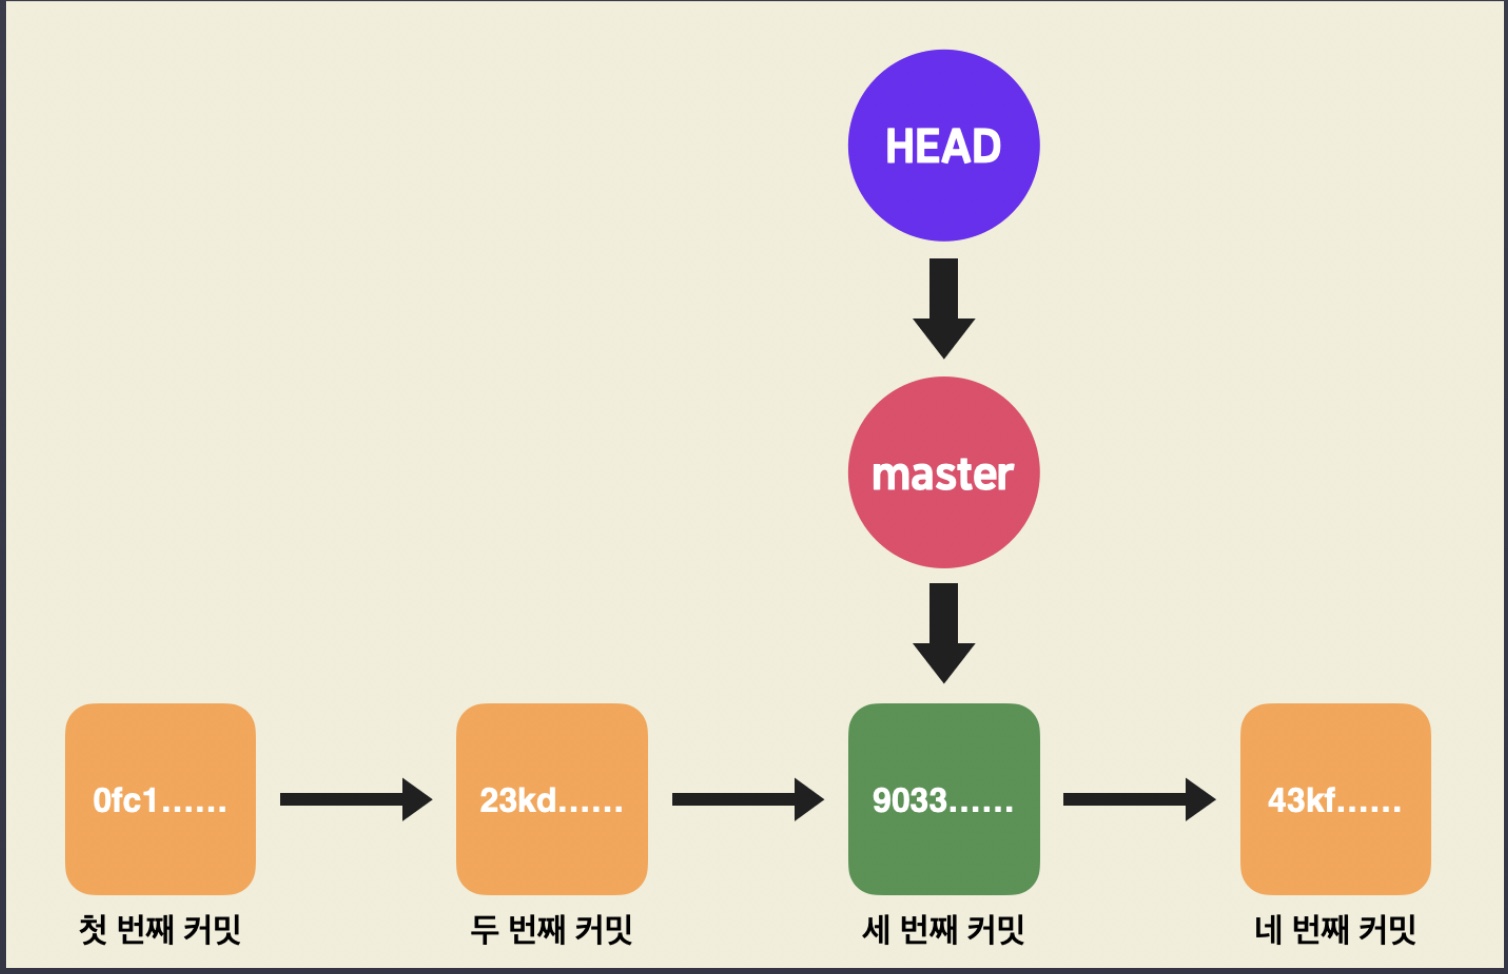 HEAD
master
0fc1......
23kd......
9033......
43kf......
첫 번째 커밋
두 번째 커밋
세 번째 커밋
네 번째 커밋